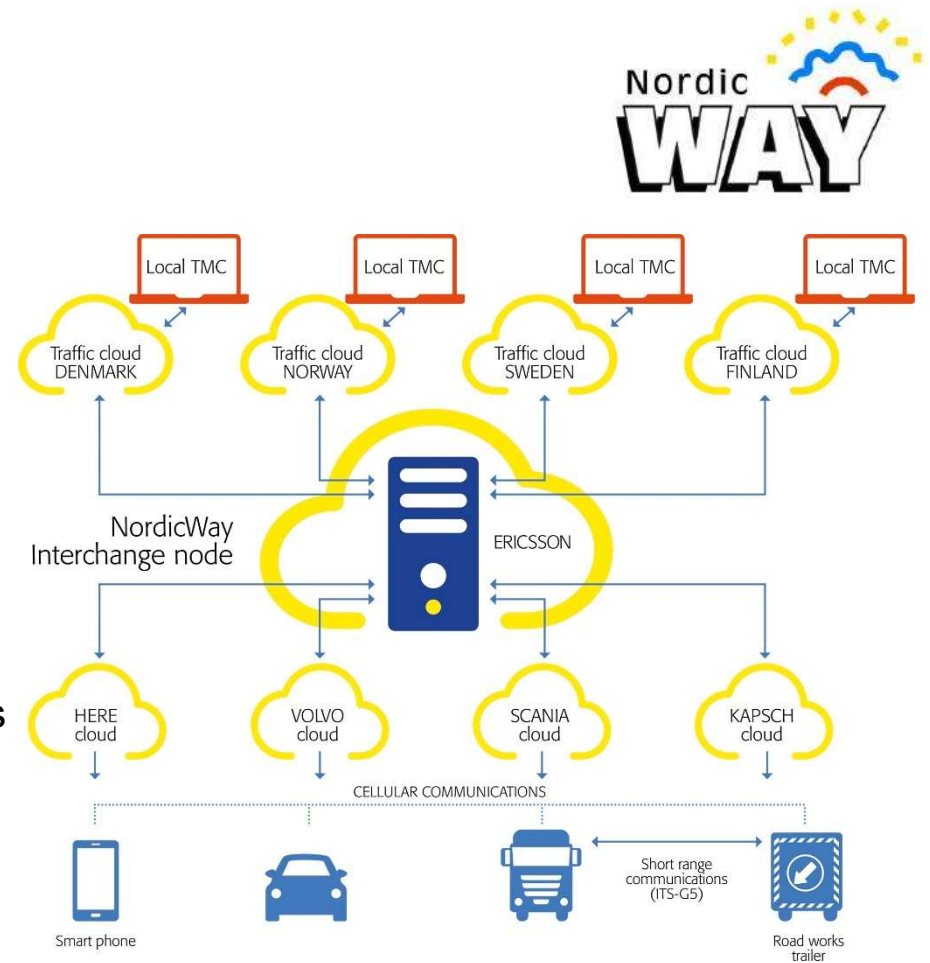 Nordic
WAY
Local TMC
Local TMC
Local TMC
Local TMC
Traffic cloud
DENMARK
Traffic cloud
NORWAY
Traffic cloud
SWEDEN
Traffic cloud
FINLAND
NordicWay
Interchange node
ERICSSON
HERE
cloud
VOLVO
cloud
SCANIA
cloud
KAPSCH
cloud
s
CELLULAR COMMUNICATIONS
Short range
communications
(ITS-G5)
Smart phone
Road works
trailer